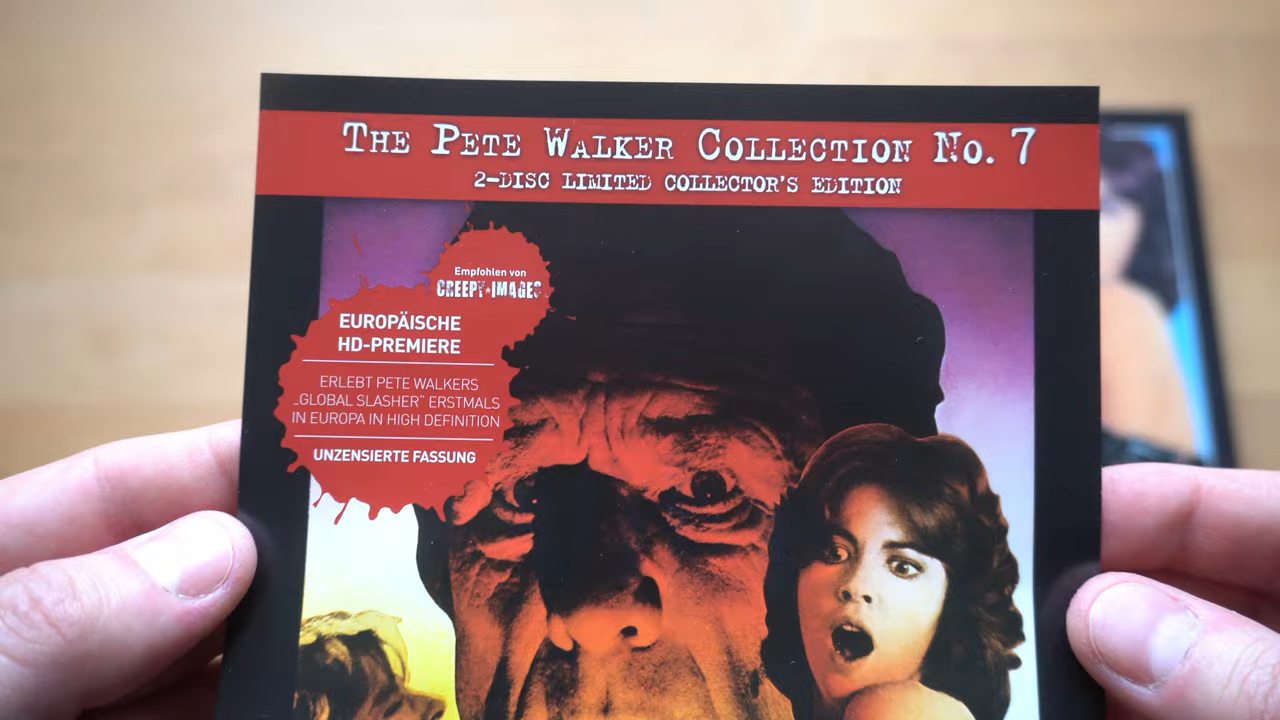 The Pete Walker Collection No. 7
2-DISC LIMITED COLLECTOR'S EDITION
Empfohlen von
CREEPY*IMAGES
EUROPÄISCHE
HD-PREMIERE
ERLEBT PETE WALKERS
„GLOBAL SLASHER“ ERSTMALS
IN EUROPA IN HIGH DEFINITION
UNZENSIERTE FASSUNG